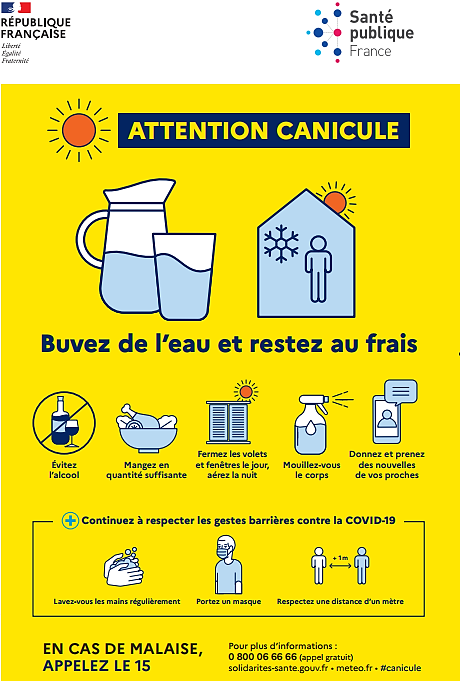 RÉPUBLIQUE
FRANÇAISE
Liberté
Égalité
Fraternité
Santé
publique
France
ATTENTION CANICULE
Buvez de l'eau et restez au frais
Évitez
l'alcool
Mangez en
quantité suffisante
Fermez les volets
et fenêtres le jour,
aérez la nuit
Mouillez-vous
le corps
Donnez et prenez
des nouvelles
de vos proches
Continuez à respecter les gestes barrières contre la COVID-19
Lavez-vous les mains régulièrement
Portez un masque
+ 1 m
Respectez une distance d'un mètre
EN CAS DE MALAISE,
APPELEZ LE 15
Pour plus d'informations :
0 800 06 66 66 (appel gratuit)
solidarites-sante.gouv.fr • meteo.fr • #canicule